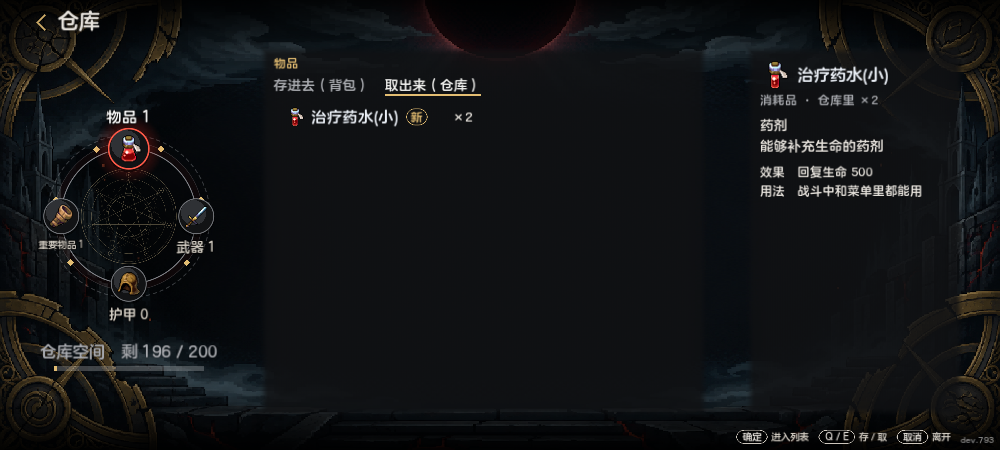 仓库
物品 1
重要物品 1
武器 1
护甲 0
仓库空间 剩 196 / 200
物品
存进去（背包） 取出来（仓库）
治疗药水(小) 新 ×2
治疗药水(小)
消耗品 · 仓库里 ×2
药剂
能够补充生命的药剂
效果 回复生命 500
用法 战斗中和菜单里都能用
确定 进入列表 Q / E 存 / 取 取消 离开
dev.793